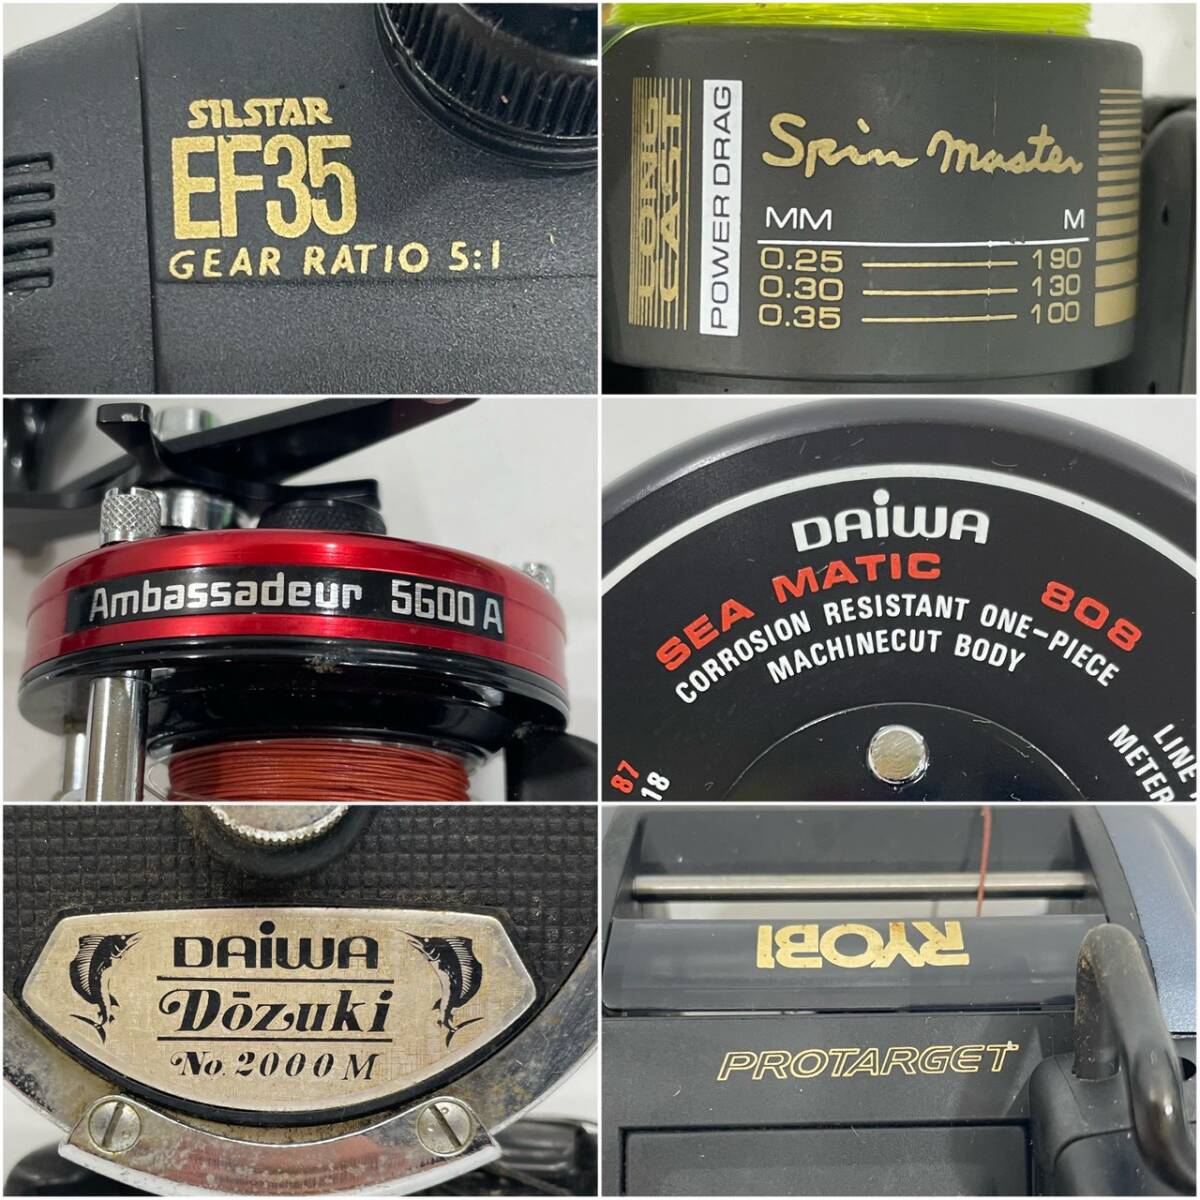 SILSTAR
EF35
GEAR RATIO 5:1
LONG CAST
POWER DRAG
Spin Master
MM M
0.25 190
0.30 130
0.35 100
Ambassadeur 5600 A
DAIWA
SEA MATIC 808
CORROSION RESISTANT ONE-PIECE
MACHINECUT BODY
LINE
METER
87
18
DAIWA
Dōzuki
No. 2000 M
RYOBI
PROTARGET